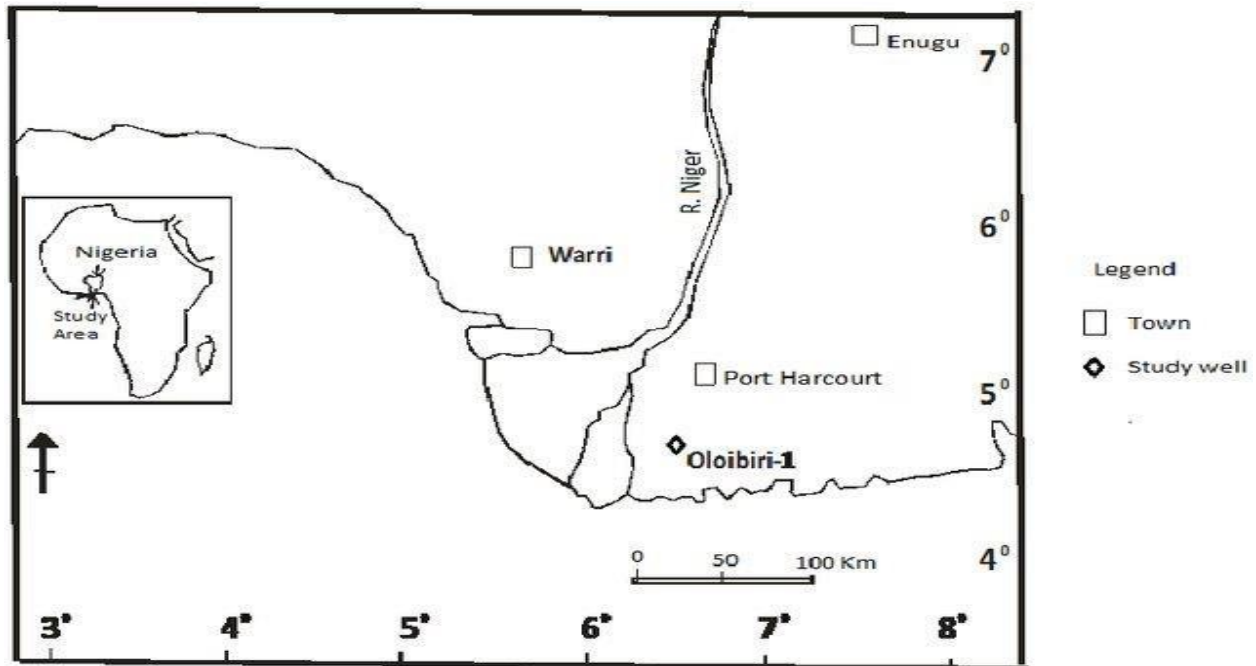 Enugu
7⁰
R. Niger
6⁰
Warri
Nigeria
Study
Area
Legend
Town
Study well
Port Harcourt
5⁰
Oloibiri-1
4⁰
0 50 100 Km
3° 4° 5° 6° 7° 8°